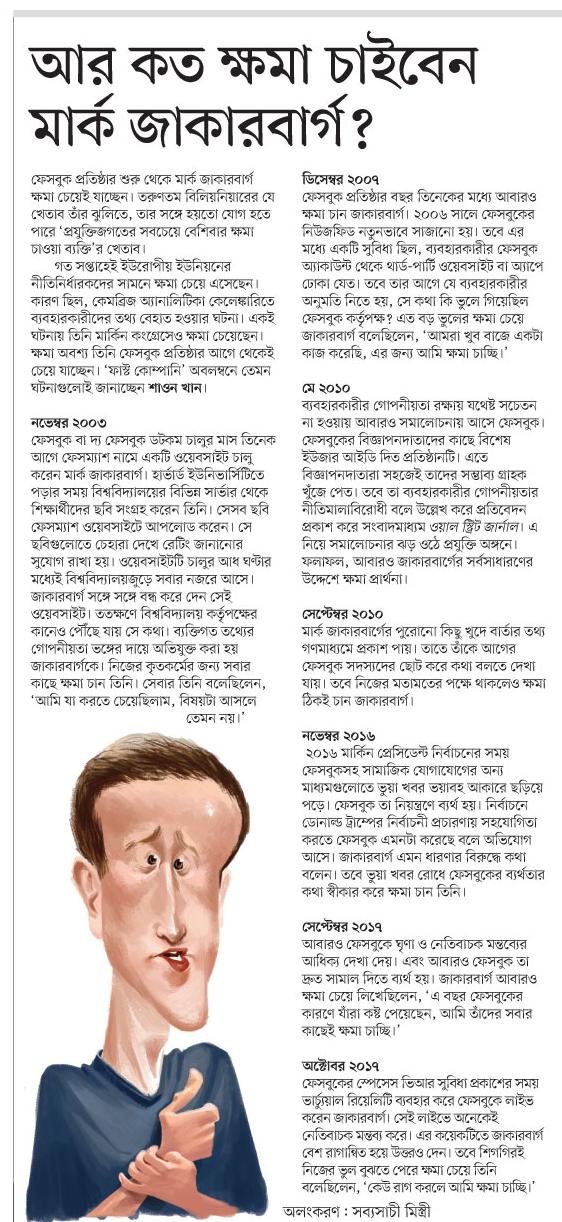 আর কত ক্ষমা চাইবেন
মার্ক জাকারবার্গ?
ফেসবুক প্রতিষ্ঠার শুরু থেকে মার্ক জাকারবার্গ
ক্ষমা চেয়েই যাচ্ছেন। তরুণতম বিলিয়নিয়ারের যে
খেতাব তাঁর ঝুলিতে, তার সঙ্গে হয়তো যোগ হতে
পারে ‘প্রযুক্তিজগতের সবচেয়ে বেশিবার ক্ষমা
চাওয়া ব্যক্তি’র খেতাব।
গত সপ্তাহেই ইউরোপীয় ইউনিয়নের
নীতিনির্ধারকদের সামনে ক্ষমা চেয়ে এসেছেন।
কারণ ছিল, কেমব্রিজ অ্যানালিটিকা কেলেঙ্কারিতে
ব্যবহারকারীদের তথ্য বেহাত হওয়ার ঘটনা। একই
ঘটনায় তিনি মার্কিন কংগ্রেসেও ক্ষমা চেয়েছেন।
ক্ষমা অবশ্য তিনি ফেসবুক প্রতিষ্ঠার আগে থেকেই
চেয়ে যাচ্ছেন। ‘ফাস্ট কোম্পানি’ অবলম্বনে তেমন
ঘটনাগুলোই জানাচ্ছেন শাওন খান।
নভেম্বর ২০০৩
ফেসবুক বা দ্য ফেসবুক ডটকম চালুর মাস তিনেক
আগে ফেসম্যাশ নামে একটি ওয়েবসাইট চালু
করেন মার্ক জাকারবার্গ। হার্ভার্ড ইউনিভার্সিটিতে
পড়ার সময় বিশ্ববিদ্যালয়ের বিভিন্ন সার্ভার থেকে
শিক্ষার্থীদের ছবি সংগ্রহ করেন তিনি। সেসব ছবি
ফেসম্যাশ ওয়েবসাইটে আপলোড করেন। সে
ছবিগুলোতে চেহারা দেখে রেটিং জানানোর
সুযোগ রাখা হয়। ওয়েবসাইটটি চালুর আধ ঘণ্টার
মধ্যেই বিশ্ববিদ্যালয়জুড়ে সবার নজরে আসে।
জাকারবার্গ সঙ্গে সঙ্গে বন্ধ করে দেন সেই
ওয়েবসাইট। ততক্ষণে বিশ্ববিদ্যালয় কর্তৃপক্ষের
কানেও পৌঁছে যায় সে কথা। ব্যক্তিগত তথ্যের
গোপনীয়তা ভঙ্গের দায়ে অভিযুক্ত করা হয়
জাকারবার্গকে। নিজের কৃতকর্মের জন্য সবার
কাছে ক্ষমা চান তিনি। সেবার তিনি বলেছিলেন,
‘আমি যা করতে চেয়েছিলাম, বিষয়টা আসলে
তেমন নয়।’
ডিসেম্বর ২০০৭
ফেসবুক প্রতিষ্ঠার বছর তিনেকের মধ্যে আবারও
ক্ষমা চান জাকারবার্গ। ২০০৬ সালে ফেসবুকের
নিউজফিড নতুনভাবে সাজানো হয়। তবে এর
মধ্যে একটি সুবিধা ছিল, ব্যবহারকারীর ফেসবুক
অ্যাকাউন্ট থেকে থার্ড-পার্টি ওয়েবসাইট বা অ্যাপে
ঢোকা যেত। তবে তার আগে যে ব্যবহারকারীর
অনুমতি নিতে হয়, সে কথা কি ভুলে গিয়েছিল
ফেসবুক কর্তৃপক্ষ? এত বড় ভুলের ক্ষমা চেয়ে
জাকারবার্গ বলেছিলেন, ‘আমরা খুব বাজে একটা
কাজ করেছি, এর জন্য আমি ক্ষমা চাচ্ছি।’
মে ২০১০
ব্যবহারকারীর গোপনীয়তা রক্ষায় যথেষ্ট সচেতন
না হওয়ায় আবারও সমালোচনায় আসে ফেসবুক।
ফেসবুকের বিজ্ঞাপনদাতাদের কাছে বিশেষ
ইউজার আইডি দিত প্রতিষ্ঠানটি। এতে
বিজ্ঞাপনদাতারা সহজেই তাদের সম্ভাব্য গ্রাহক
খুঁজে পেত। তবে তা ব্যবহারকারীর গোপনীয়তার
নীতিমালাবিরোধী বলে উল্লেখ করে প্রতিবেদন
প্রকাশ করে সংবাদমাধ্যম ওয়াল স্ট্রিট জার্নাল। এ
নিয়ে সমালোচনার ঝড় ওঠে প্রযুক্তি অঙ্গনে।
ফলাফল, আবারও জাকারবার্গের সর্বসাধারণের
উদ্দেশে ক্ষমা প্রার্থনা।
সেপ্টেম্বর ২০১০
মার্ক জাকারবার্গের পুরোনো কিছু খুদে বার্তার তথ্য
গণমাধ্যমে প্রকাশ পায়। তাতে তাঁকে আগের
ফেসবুক সদস্যদের ছোট করে কথা বলতে দেখা
যায়। তবে নিজের মতামতের পক্ষে থাকলেও ক্ষমা
ঠিকই চান জাকারবার্গ।
নভেম্বর ২০১৬
২০১৬ মার্কিন প্রেসিডেন্ট নির্বাচনের সময়
ফেসবুকসহ সামাজিক যোগাযোগের অন্য
মাধ্যমগুলোতে ভুয়া খবর ভয়াবহ আকারে ছড়িয়ে
পড়ে। ফেসবুক তা নিয়ন্ত্রণে ব্যর্থ হয়। নির্বাচনে
ডোনাল্ড ট্রাম্পের নির্বাচনী প্রচারণায় সহযোগিতা
করতে ফেসবুক এমনটা করেছে বলে অভিযোগ
আসে। জাকারবার্গ এমন ধারণার বিরুদ্ধে কথা
বলেন। তবে ভুয়া খবর রোধে ফেসবুকের ব্যর্থতার
কথা স্বীকার করে ক্ষমা চান তিনি।
সেপ্টেম্বর ২০১৭
আবারও ফেসবুকে ঘৃণা ও নেতিবাচক মন্তব্যের
আধিক্য দেখা দেয়। এবং আবারও ফেসবুক তা
দ্রুত সামাল দিতে ব্যর্থ হয়। জাকারবার্গ আবারও
ক্ষমা চেয়ে লিখেছিলেন, ‘এ বছর ফেসবুকের
কারণে যাঁরা কষ্ট পেয়েছেন, আমি তাঁদের সবার
কাছেই ক্ষমা চাচ্ছি।’
অক্টোবর ২০১৭
ফেসবুকের স্পেসেস ভিআর সুবিধা প্রকাশের সময়
ভার্চ্যুয়াল রিয়েলিটি ব্যবহার করে ফেসবুকে লাইভ
করেন জাকারবার্গ। সেই লাইভে অনেকেই
নেতিবাচক মন্তব্য করে। এর কয়েকটিতে জাকারবার্গ
বেশ রাগান্বিত হয়ে উত্তরও দেন। তবে শিগগিরই
নিজের ভুল বুঝতে পেরে ক্ষমা চেয়ে তিনি
বলেছিলেন, ‘কেউ রাগ করলে আমি ক্ষমা চাচ্ছি।’
অলংকরণ : সব্যসাচী মিস্ত্রী